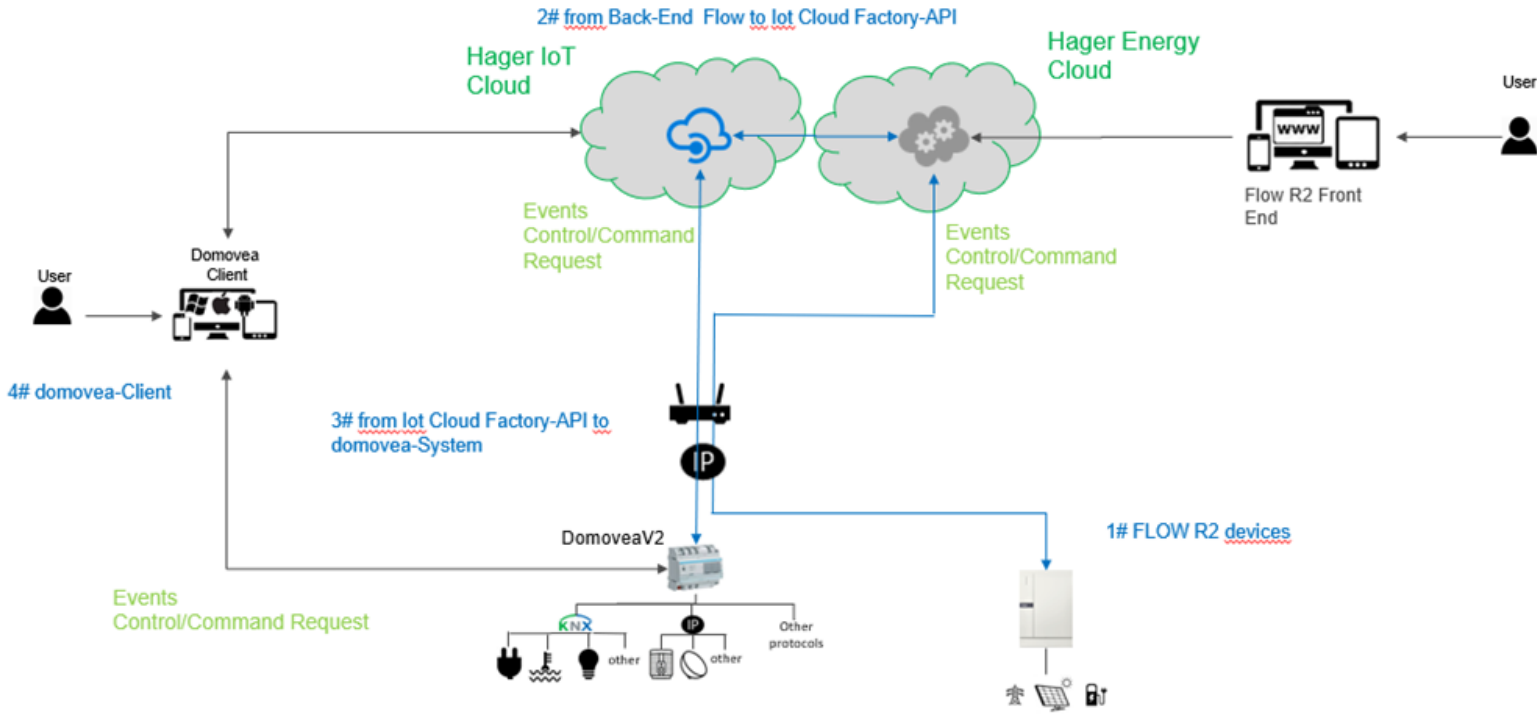 2# from Back-End Flow to Iot Cloud Factory-API
Hager IoT
Cloud
Hager Energy
Cloud
User
WWW
Flow R2 Front
End
Events
Control/Command
Request
Events
Control/Command
Request
Domovea
Client
User
4# domovea-Client
3# from Iot Cloud Factory-API to
domovea-System
IP
DomoveaV2
1# FLOW R2 devices
Events
Control/Command Request
KNX
IP
Other
protocols
other
other